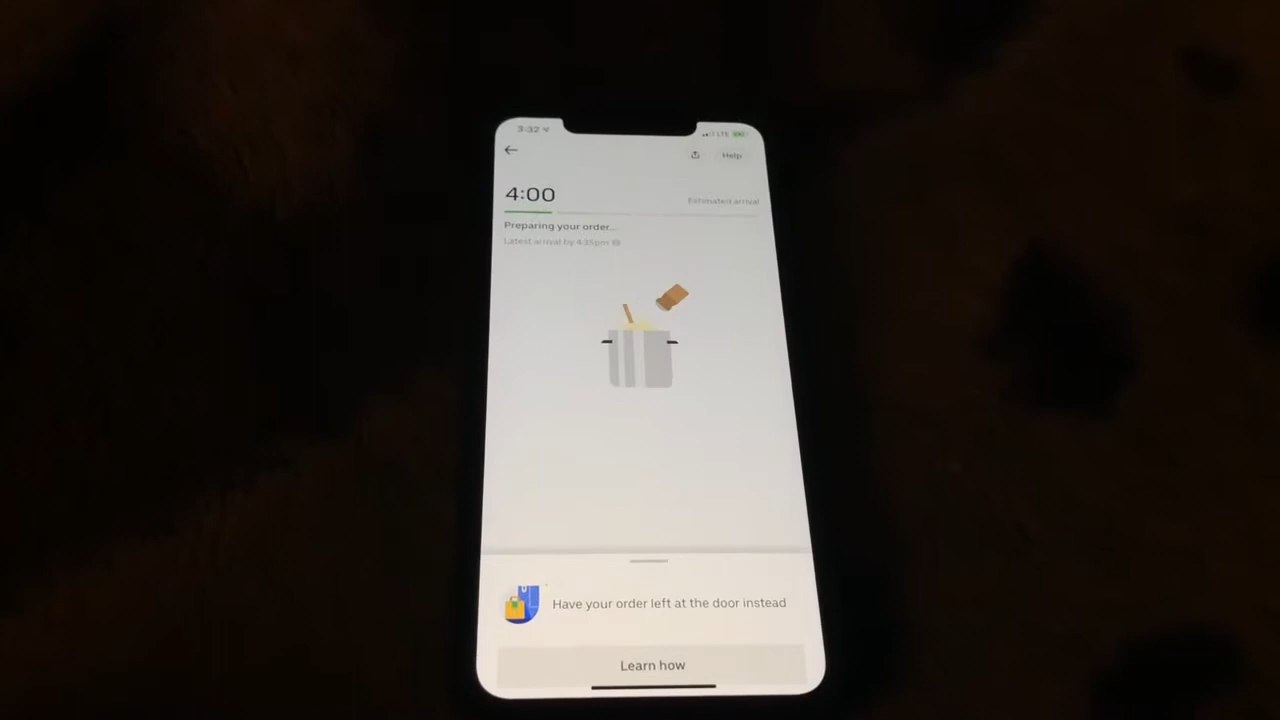 3:32
LTE
Help
4:00
Estimated arrival
Preparing your order...
Latest arrival by 4:35pm
Have your order left at the door instead
Learn how